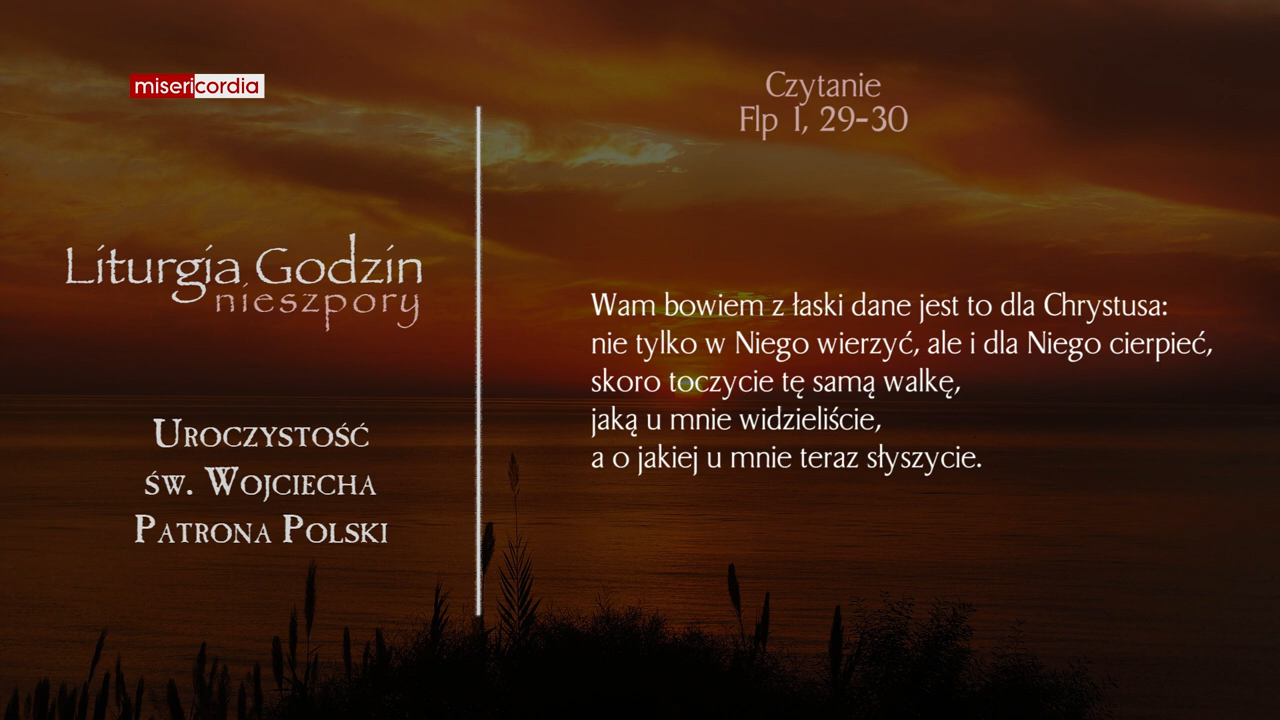 misericordia
Liturgia Godzin
nieszpory
Uroczystość
św. Wojciecha
Patrona Polski
Czytanie
Flp 1, 29-30
Wam bowiem z łaski dane jest to dla Chrystusa:
nie tylko w Niego wierzyć, ale i dla Niego cierpieć,
skoro toczycie tę samą walkę,
jaką u mnie widzieliście,
a o jakiej u mnie teraz słyszycie.